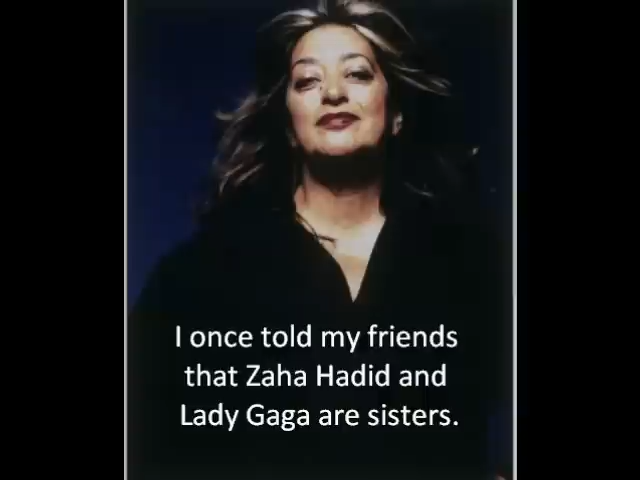 I once told my friends
that Zaha Hadid and
Lady Gaga are sisters.